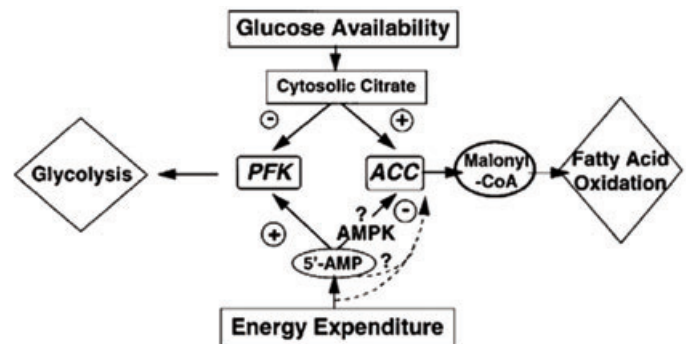 Glucose Availability
Cytosolic Citrate
-
+
Glycolysis
PFK
ACC
Malonyl
-CoA
Fatty Acid
Oxidation
+
?
-
AMPK
5'-AMP
?
Energy Expenditure